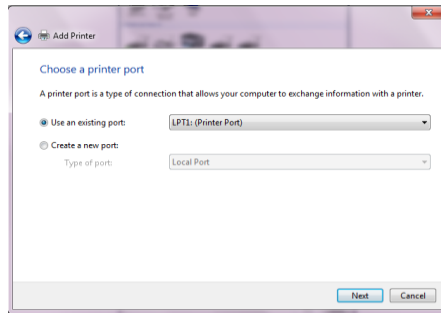 Add Printer
Choose a printer port
A printer port is a type of connection that allows your computer to exchange information with a printer.
Use an existing port: LPT1: (Printer Port)
Create a new port:
Type of port: Local Port
Next Cancel